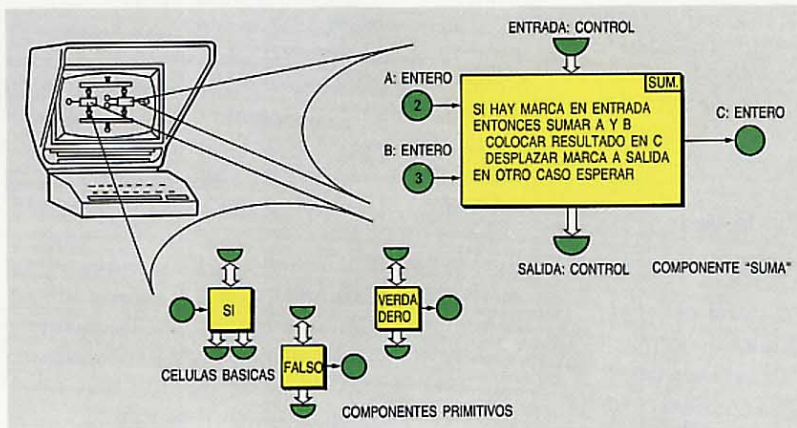 ENTRADA: CONTROL
A: ENTERO
2
B: ENTERO
3
SUM.
SI HAY MARCA EN ENTRADA
ENTONCES SUMAR A Y B
COLOCAR RESULTADO EN C
DESPLAZAR MARCA A SALIDA
EN OTRO CASO ESPERAR
C: ENTERO
SALIDA: CONTROL
COMPONENTE "SUMA"
SI
VERDA
DERO
FALSO
CELULAS BASICAS
COMPONENTES PRIMITIVOS